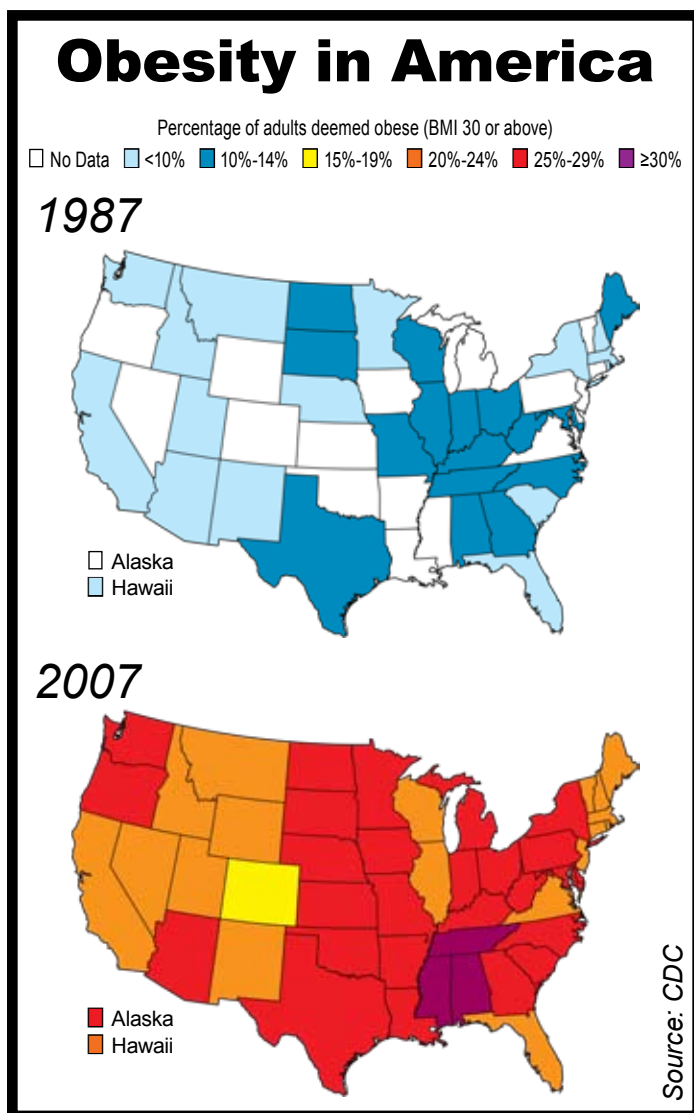 Obesity in America
Percentage of adults deemed obese (BMI 30 or above)
No Data <10% 10%-14% 15%-19% 20%-24% 25%-29% ≥30%
1987
Alaska
Hawaii
2007
Alaska
Hawaii
Source: CDC